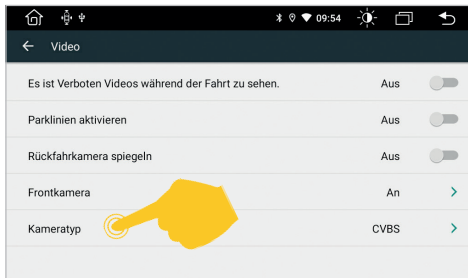 09:54
Video
Es ist Verboten Videos während der Fahrt zu sehen. Aus
Parklinien aktivieren Aus
Rückfahrkamera spiegeln Aus
Frontkamera An
Kameratyp CVBS